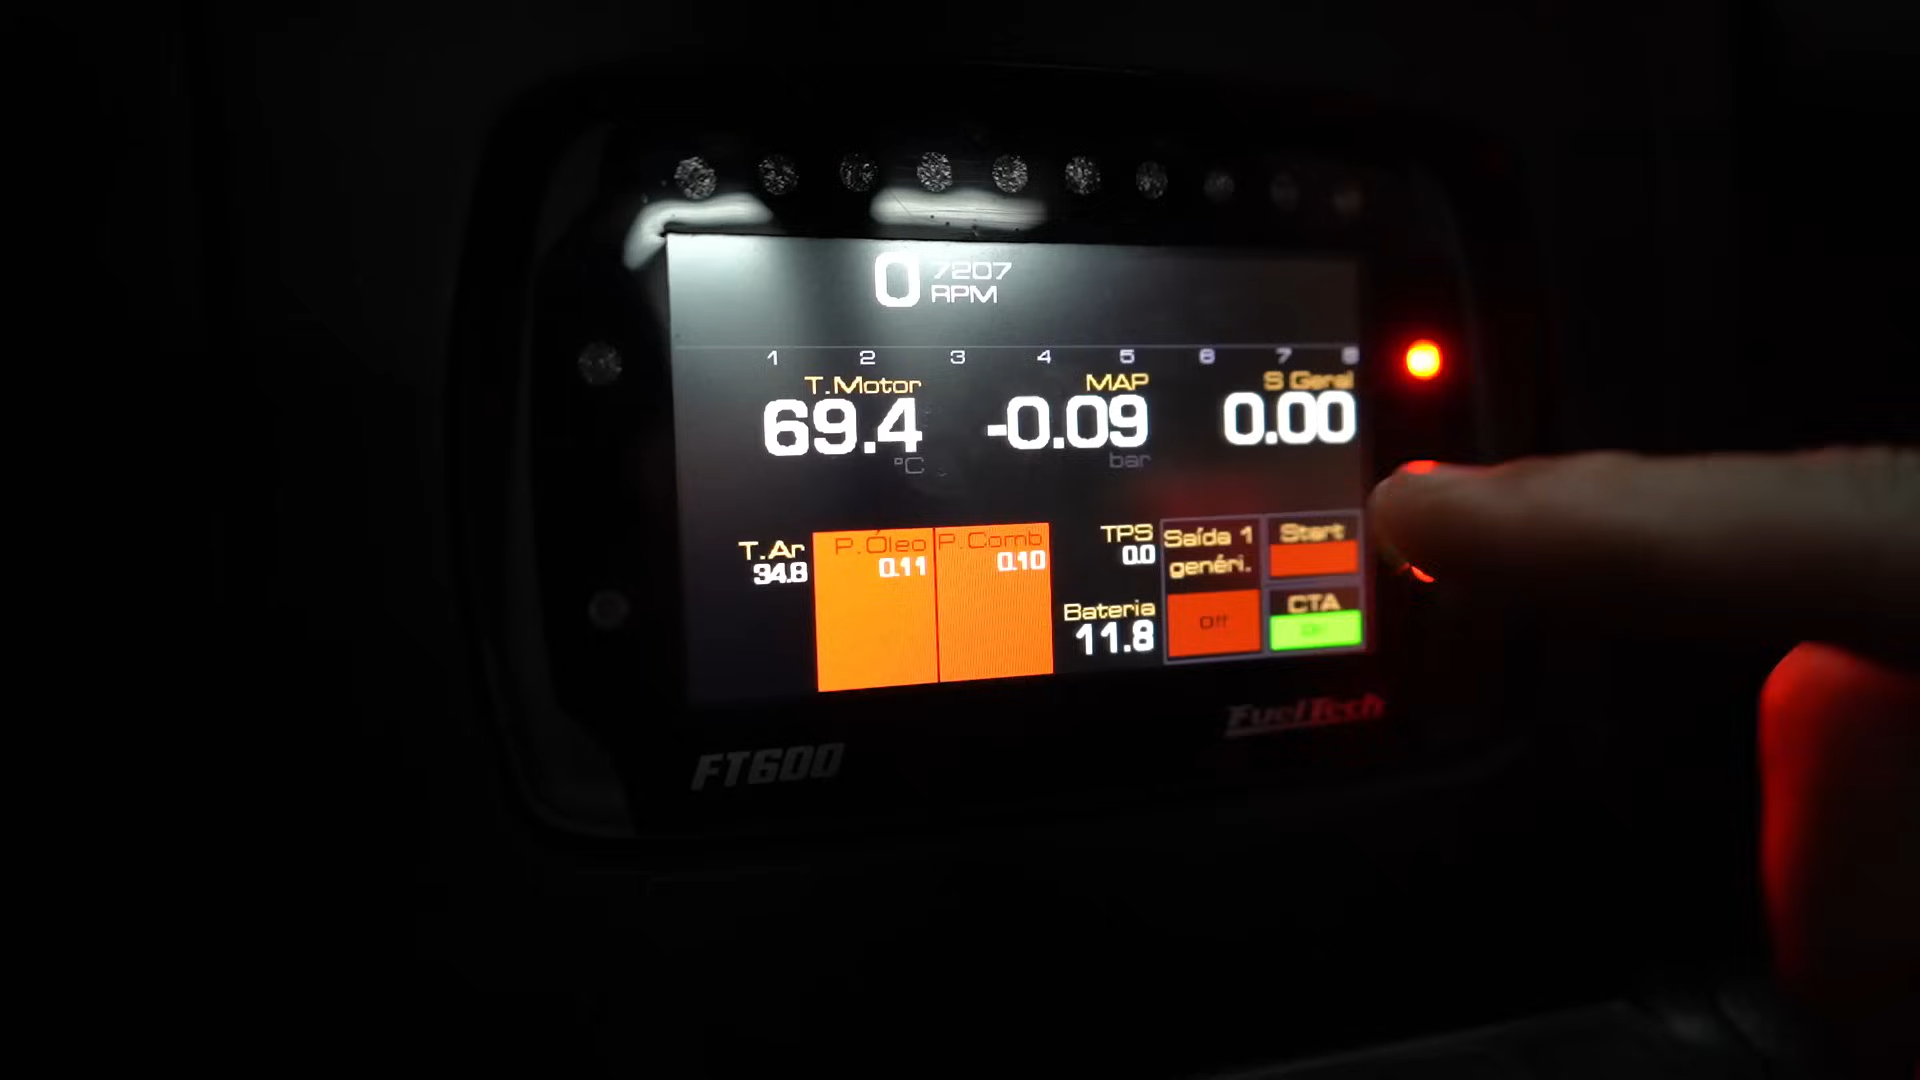 0 7207
RPM
1 2 3 4 5 6 7 8
T.Motor MAP S Geral
69.4 -0.09 0.00
°C bar
T.Ar P.Óleo P.Comb TPS Saída 1 Start
34.8 0.11 0.10 0.0 genéri.
Bateria CTA
11.8 Off
FuelTech
FT600